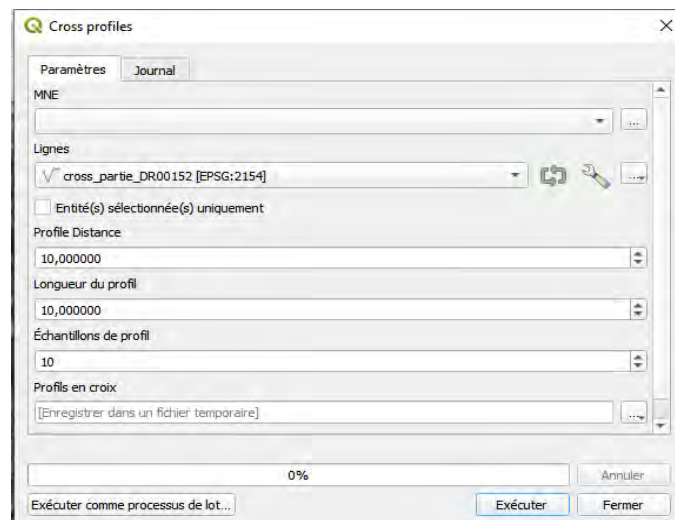 Cross profiles
Paramètres Journal
MNE
...
Lignes
cross_partie_DR00152 [EPSG:2154]
...
Entité(s) sélectionnée(s) uniquement
Profile Distance
10,000000
Longueur du profil
10,000000
Échantillons de profil
10
Profils en croix
[Enregistrer dans un fichier temporaire]
...
0%
Annuler
Exécuter comme processus de lot...
Exécuter
Fermer